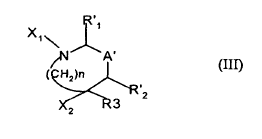 R'₁
X₁
N A'
(CH₂)n (III)
R'₂
X₂ R3